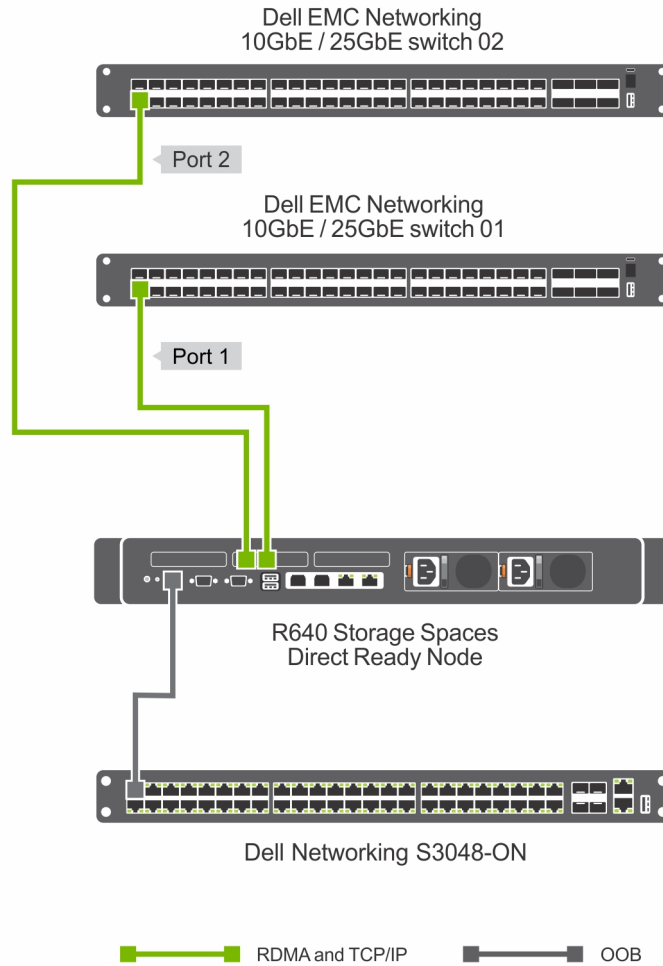 Dell EMC Networking
10GbE / 25GbE switch 02
Port 2
Dell EMC Networking
10GbE / 25GbE switch 01
Port 1
R640 Storage Spaces
Direct Ready Node
Dell Networking S3048-ON
RDMA and TCP/IP
OOB